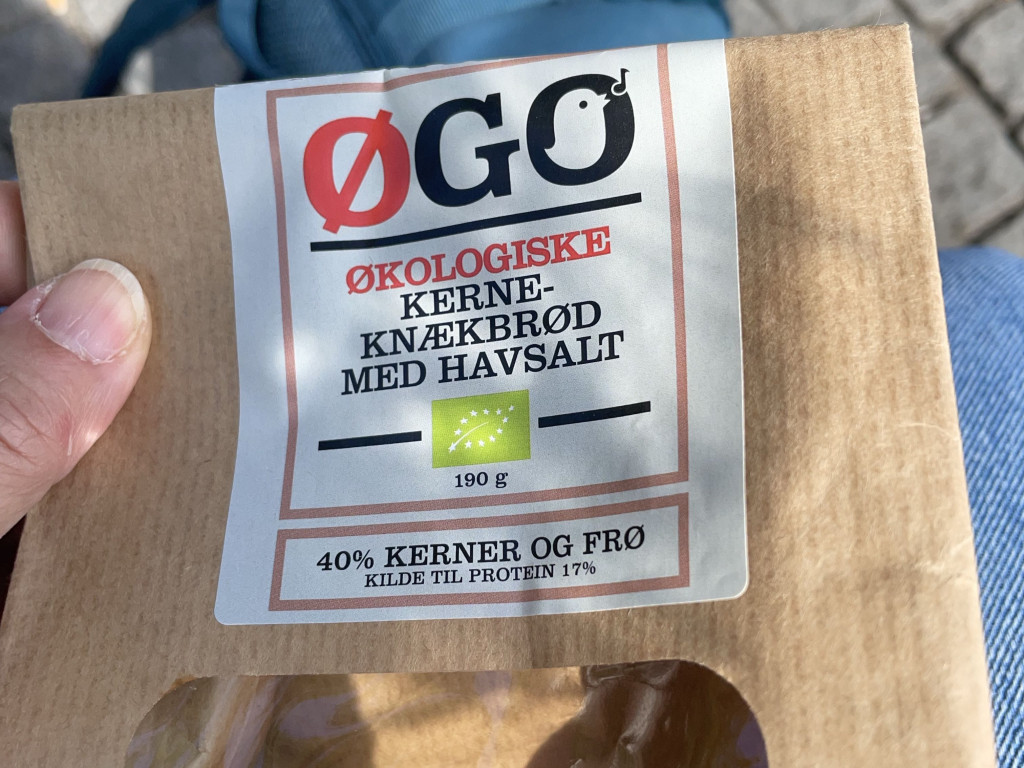 ØGO
ØKOLOGISKE
KERNE-
KNÆKBRØD
MED HAVSALT
190 g
40% KERNER OG FRØ
KILDE TIL PROTEIN 17%